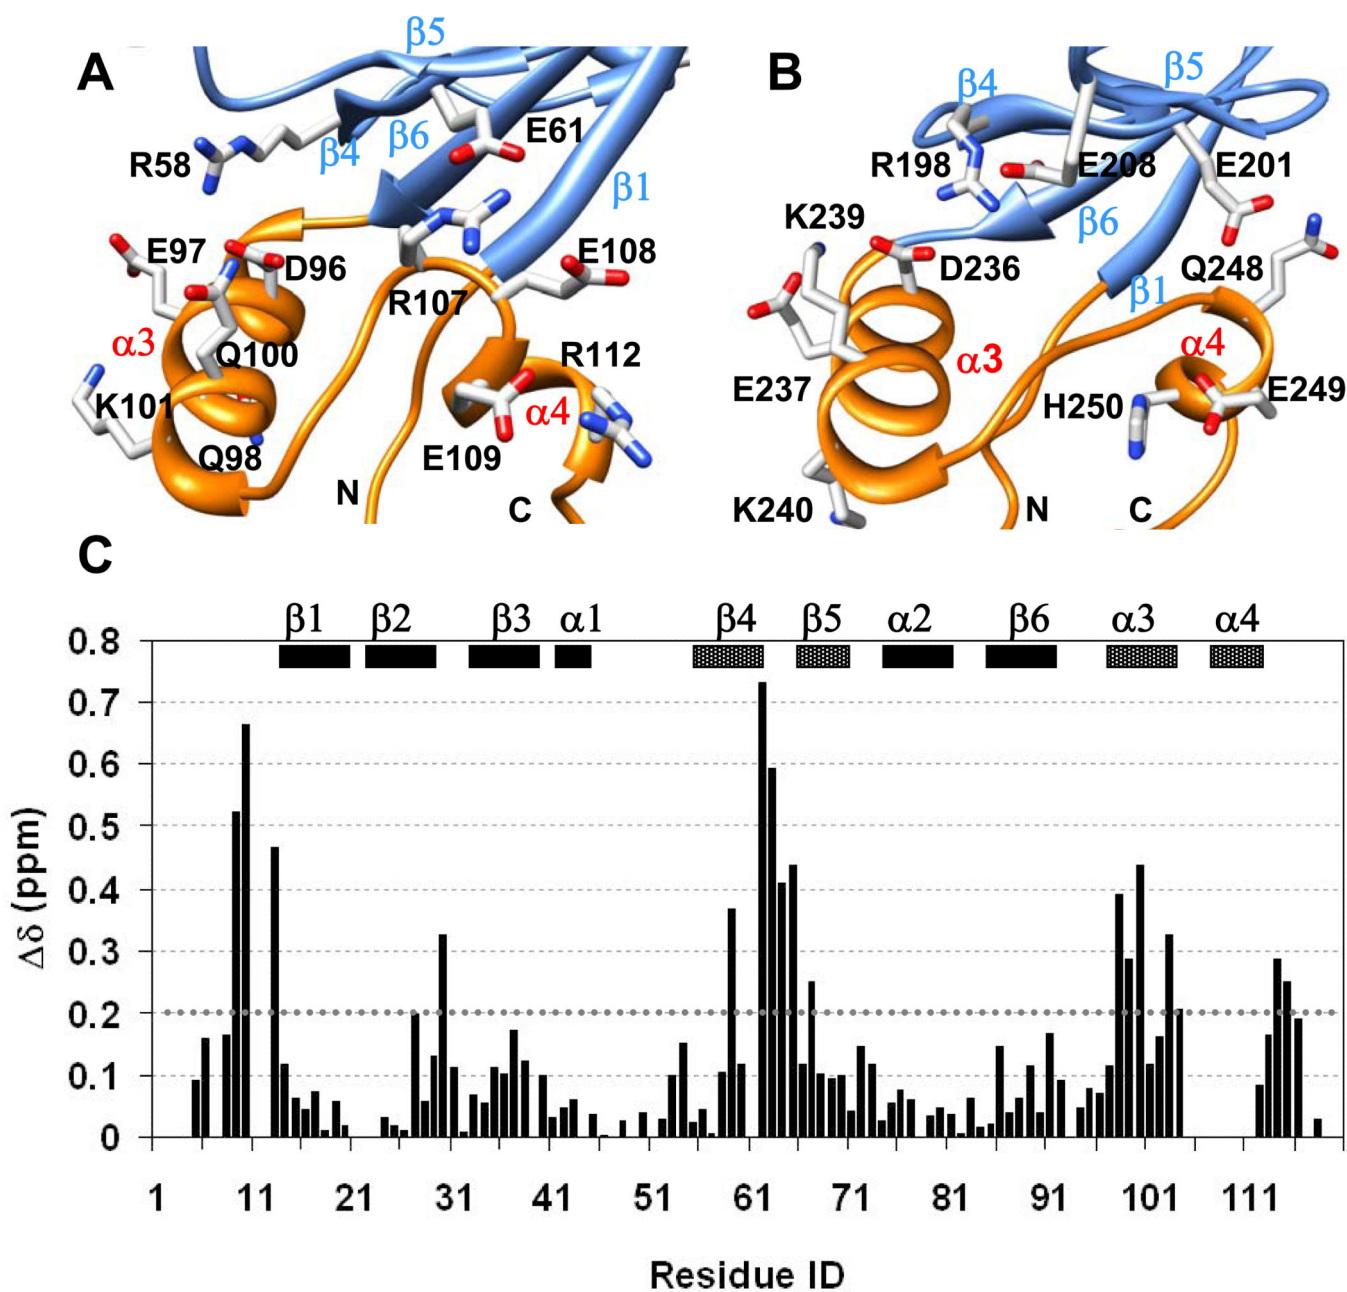 A
β5
E61
β6
β4
R58
β1
E97
D96
E108
R107
α3
Q100
R112
K101
α4
Q98
E109
N
C
B
β5
β4
R198
E208
E201
K239
β6
D236
Q248
β1
α3
α4
E237
H250
E249
K240
N
C
C
β1 β2 β3 α1 β4 β5 α2 β6 α3 α4
0.8
0.7
0.6
0.5
0.4
0.3
0.2
0.1
0
Δδ (ppm)
1 11 21 31 41 51 61 71 81 91 101 111
Residue ID